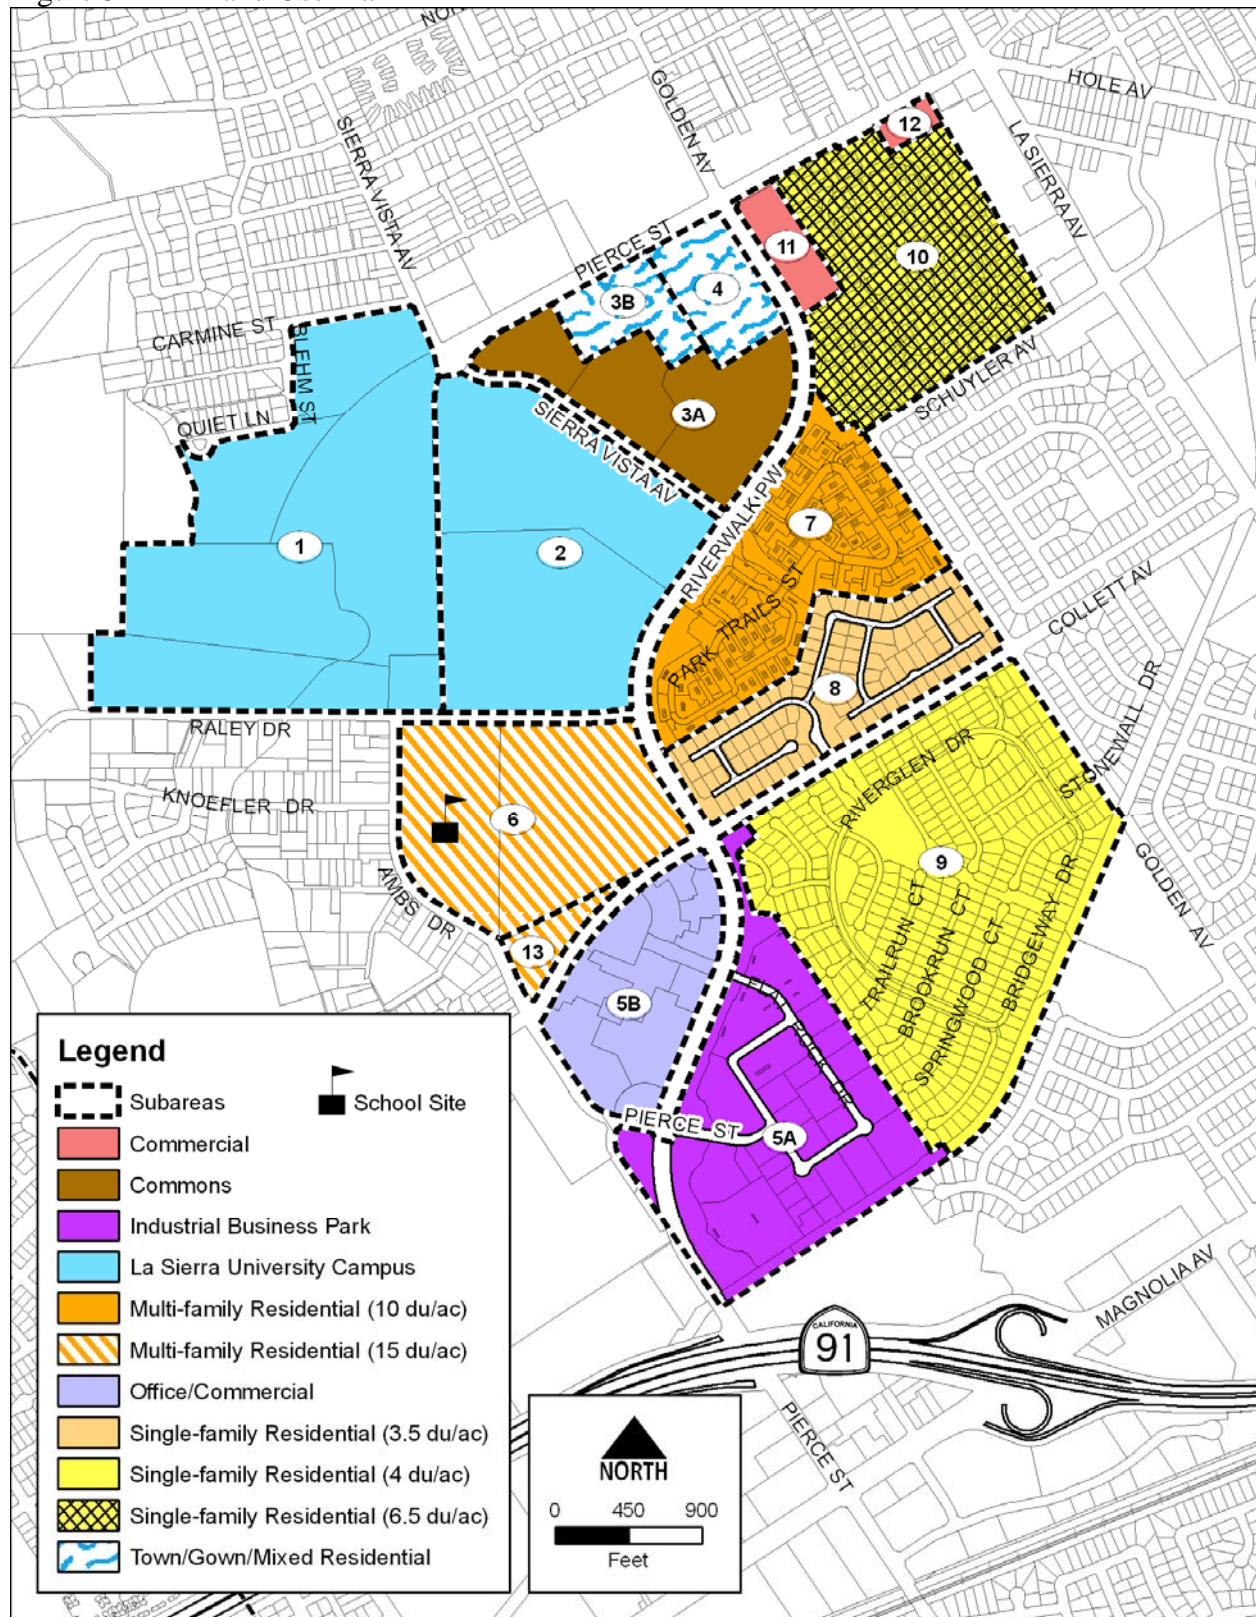 HOLE AV
GOLDEN AV
LA SIERRA AV
SIERRA VISTA AV
12
PIERCE ST
11
10
3B
4
CARMINE ST
BLEHM ST
QUIET LN
SCHUYLER AV
3A
SIERRA VISTA AV
RIVERWALK PW
7
1
2
PARK TRAILS ST
COLLETT AV
8
STONEWALL DR
RALEY DR
RIVERGLEN DR
KNOEFLER DR
6
9
AMBS DR
GOLDEN AV
TRAILRUN CT
BROOKRUN CT
SPRINGWOOD CT
BRIDGEWAY DR
13
5B
FLAT ROCK DR
PIERCE ST
5A
Legend
Subareas
School Site
Commercial
Commons
Industrial Business Park
La Sierra University Campus
Multi-family Residential (10 du/ac)
Multi-family Residential (15 du/ac)
Office/Commercial
Single-family Residential (3.5 du/ac)
Single-family Residential (4 du/ac)
Single-family Residential (6.5 du/ac)
Town/Gown/Mixed Residential
MAGNOLIA AV
CALIFORNIA
91
PIERCE ST
NORTH
0 450 900
Feet